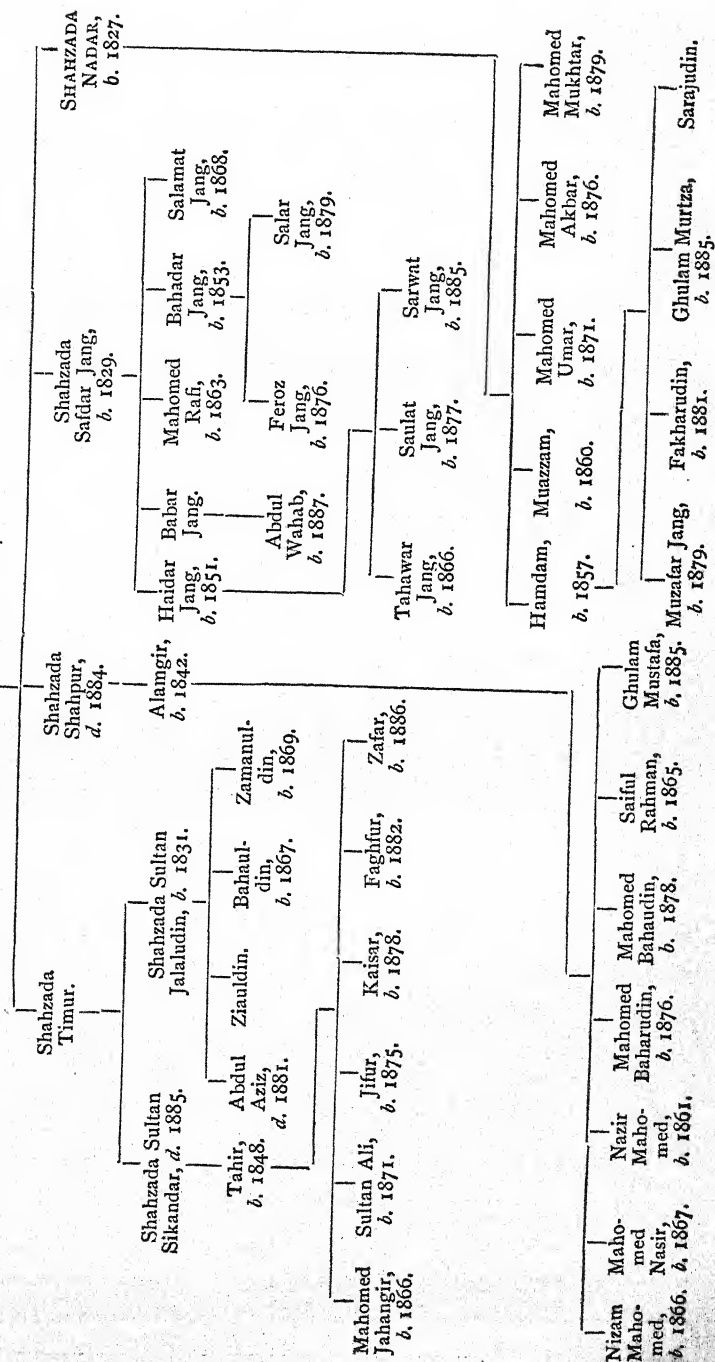 Shahzada
Timur.
Shahzada
Shahpur,
d. 1884.
Shahzada
Safdar Jang,
b. 1829.
SHAHZADA
NADAR,
b. 1827.
Shahzada Sultan
Sikandar, d. 1885.
Shahzada Sultan
Jalaludin, b. 1831.
Alamgir,
b. 1842.
Haidar
Jang,
b. 1851.
Babar
Jang.
Mahomed
Rafi,
b. 1863.
Bahadar
Jang,
b. 1853.
Salamat
Jang,
b. 1868.
Tahir,
b. 1848.
Abdul
Aziz,
d. 1881.
Ziauldin.
Bahaul-
din,
b. 1867.
Zamanul-
din,
b. 1869.
Abdul
Wahab,
b. 1887.
Feroz
Jang,
b. 1876.
Salar
Jang,
b. 1879.
Mahomed
Jahangir,
b. 1866.
Sultan Ali,
b. 1871.
Jifur,
b. 1875.
Kaisar,
b. 1878.
Faghfur,
b. 1882.
Zafar,
b. 1886.
Tahawar
Jang,
b. 1866.
Saulat
Jang,
b. 1877.
Sarwat
Jang,
b. 1885.
Hamdam,
b. 1857.
Muazzam,
b. 1860.
Mahomed
Umar,
b. 1871.
Mahomed
Akbar,
b. 1876.
Mahomed
Mukhtar,
b. 1879.
Nizam
Maho-
med,
b. 1866.
Maho-
med
Nasir,
b. 1867.
Nazir
Maho-
med,
b. 1861.
Mahomed
Baharudin,
b. 1876.
Mahomed
Bahaudin,
b. 1878.
Saiful
Rahman,
b. 1865.
Ghulam
Mustafa,
b. 1885.
Muzafar Jang,
b. 1879.
Fakharudin,
b. 1881.
Ghulam Murtza,
b. 1885.
Sarajudin.